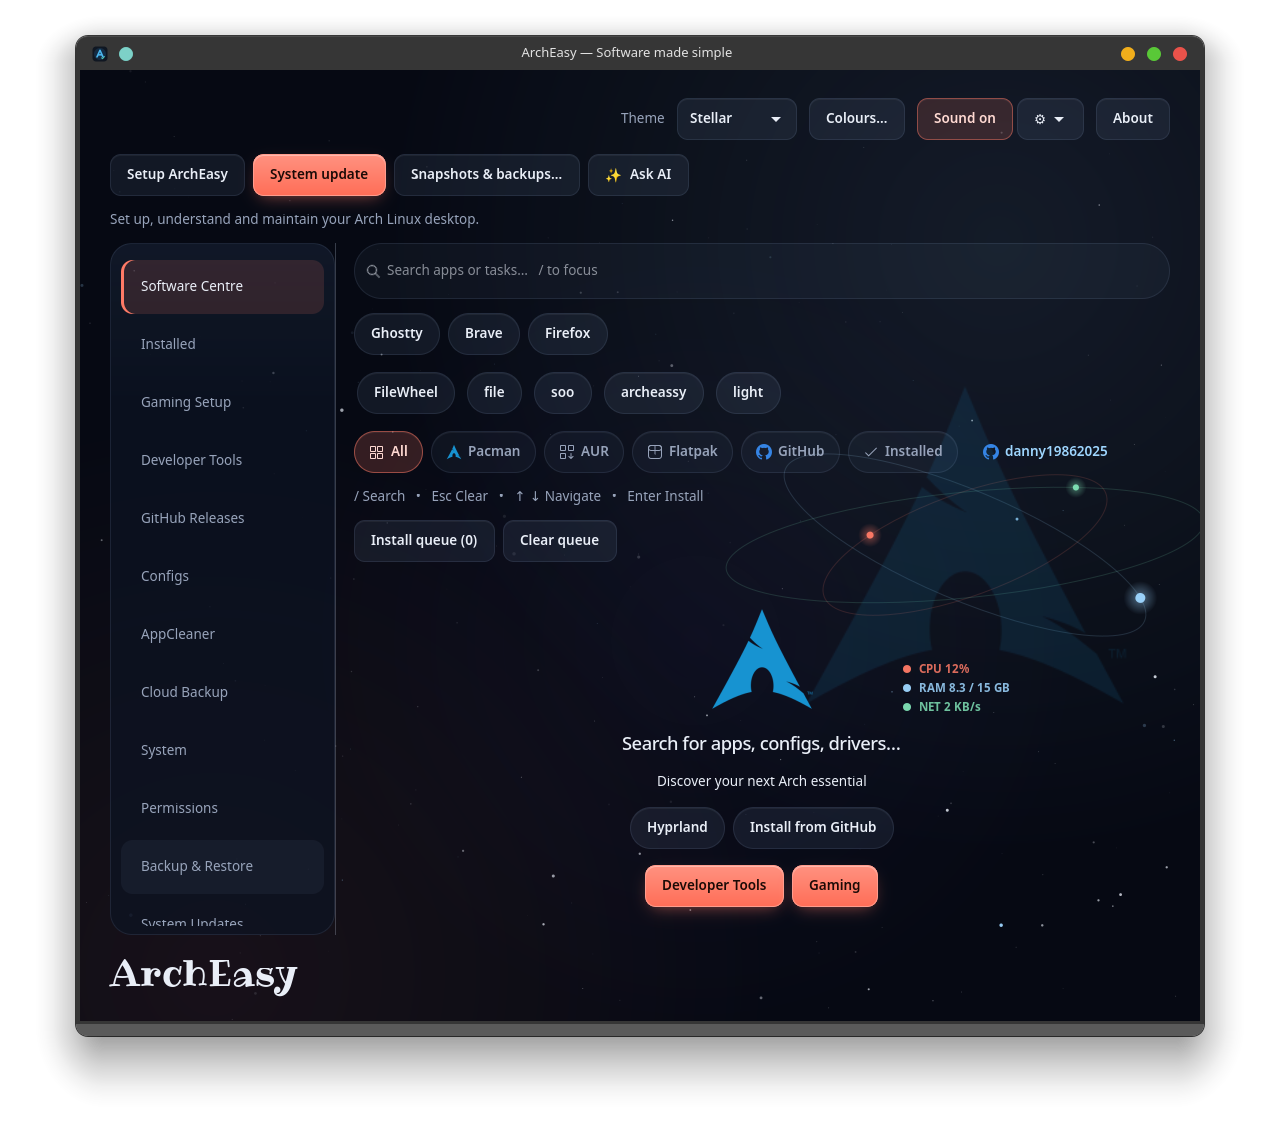 ArchEasy — Software made simple
Theme Stellar Colours... Sound on About
Setup ArchEasy System update Snapshots & backups... Ask AI
Set up, understand and maintain your Arch Linux desktop.
Software Centre
Installed
Gaming Setup
Developer Tools
GitHub Releases
Configs
AppCleaner
Cloud Backup
System
Permissions
Backup & Restore
System Updates
Search apps or tasks... / to focus
Ghostty Brave Firefox
FileWheel file soo archeassy light
All Pacman AUR Flatpak GitHub Installed danny19862025
/ Search • Esc Clear • ↑ ↓ Navigate • Enter Install
Install queue (0) Clear queue
TM
CPU 12%
RAM 8.3 / 15 GB
NET 2 KB/s
Search for apps, configs, drivers...
Discover your next Arch essential
Hyprland Install from GitHub
Developer Tools Gaming
ArchEasy